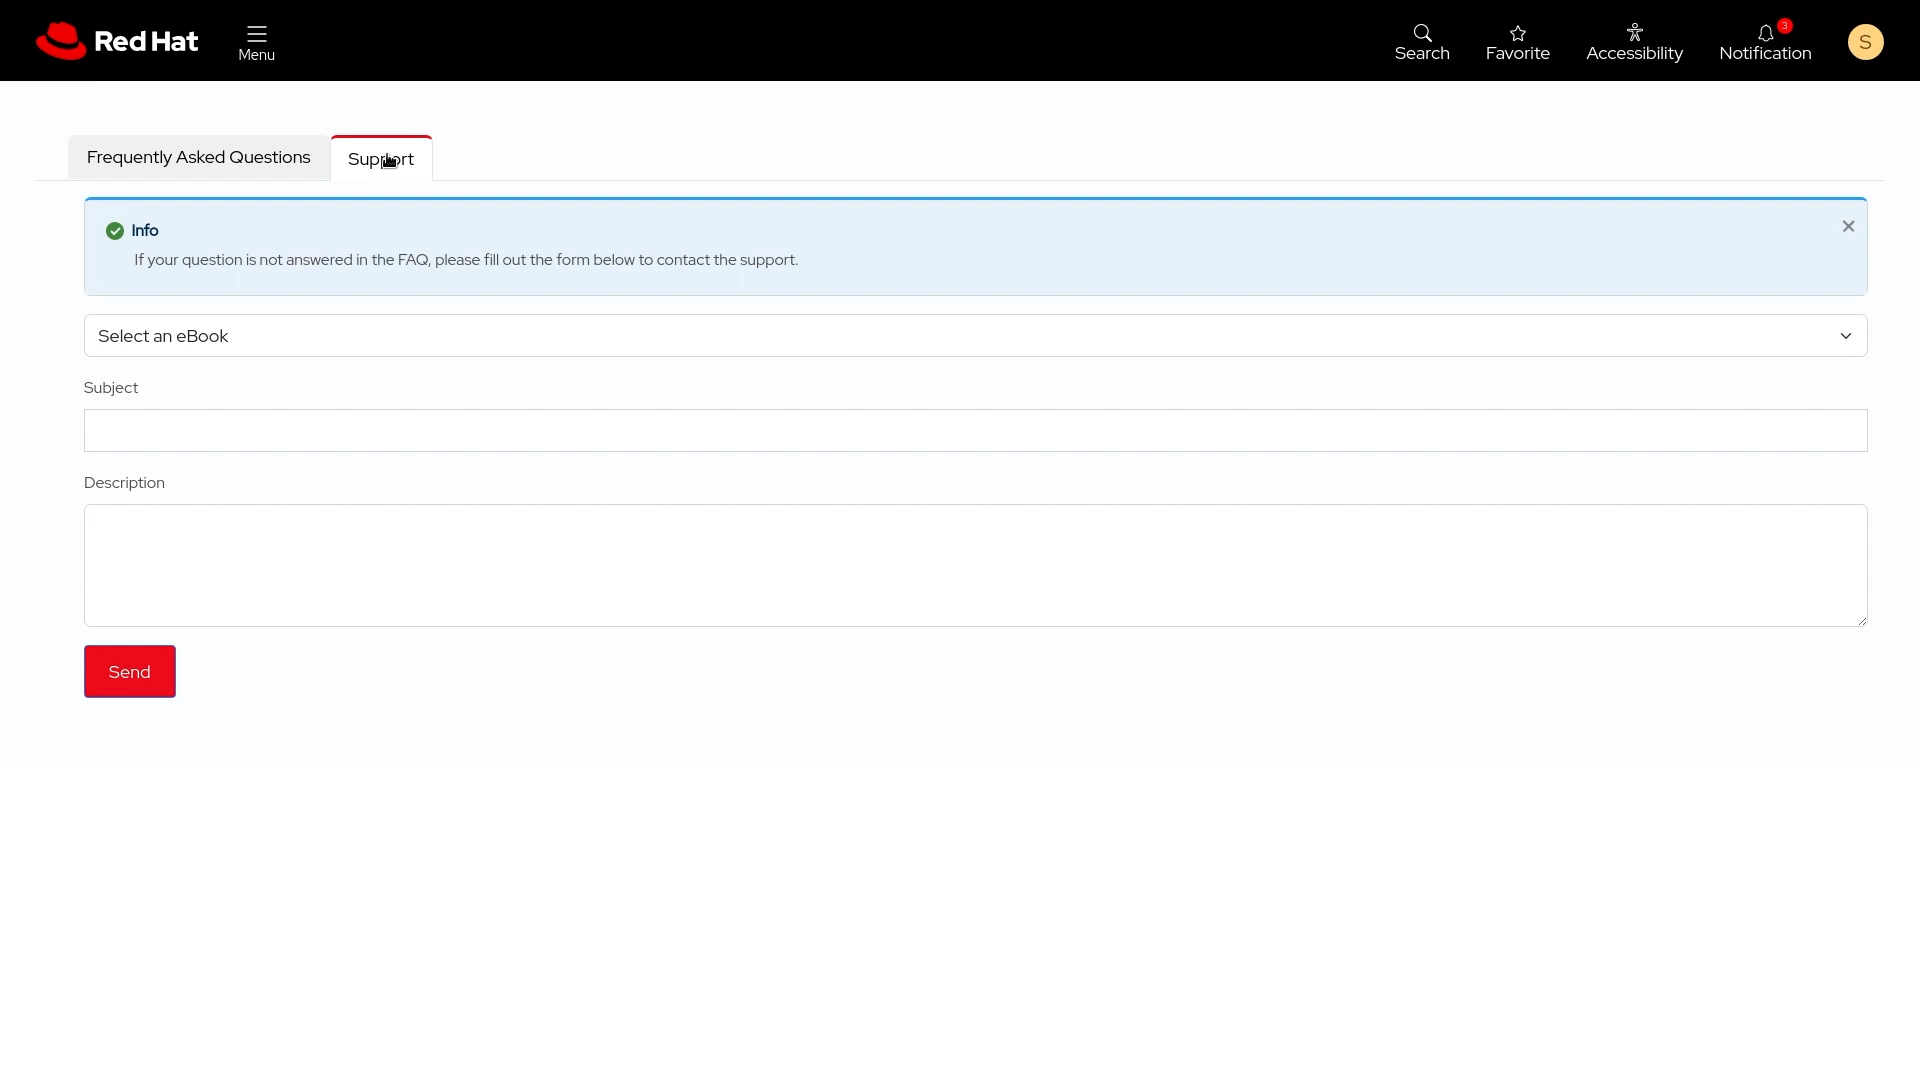 Red Hat
Menu
Search
Favorite
Accessibility
Notification
3
S
Frequently Asked Questions
Support
Info
If your question is not answered in the FAQ, please fill out the form below to contact the support.
Select an eBook
Subject
Description
Send